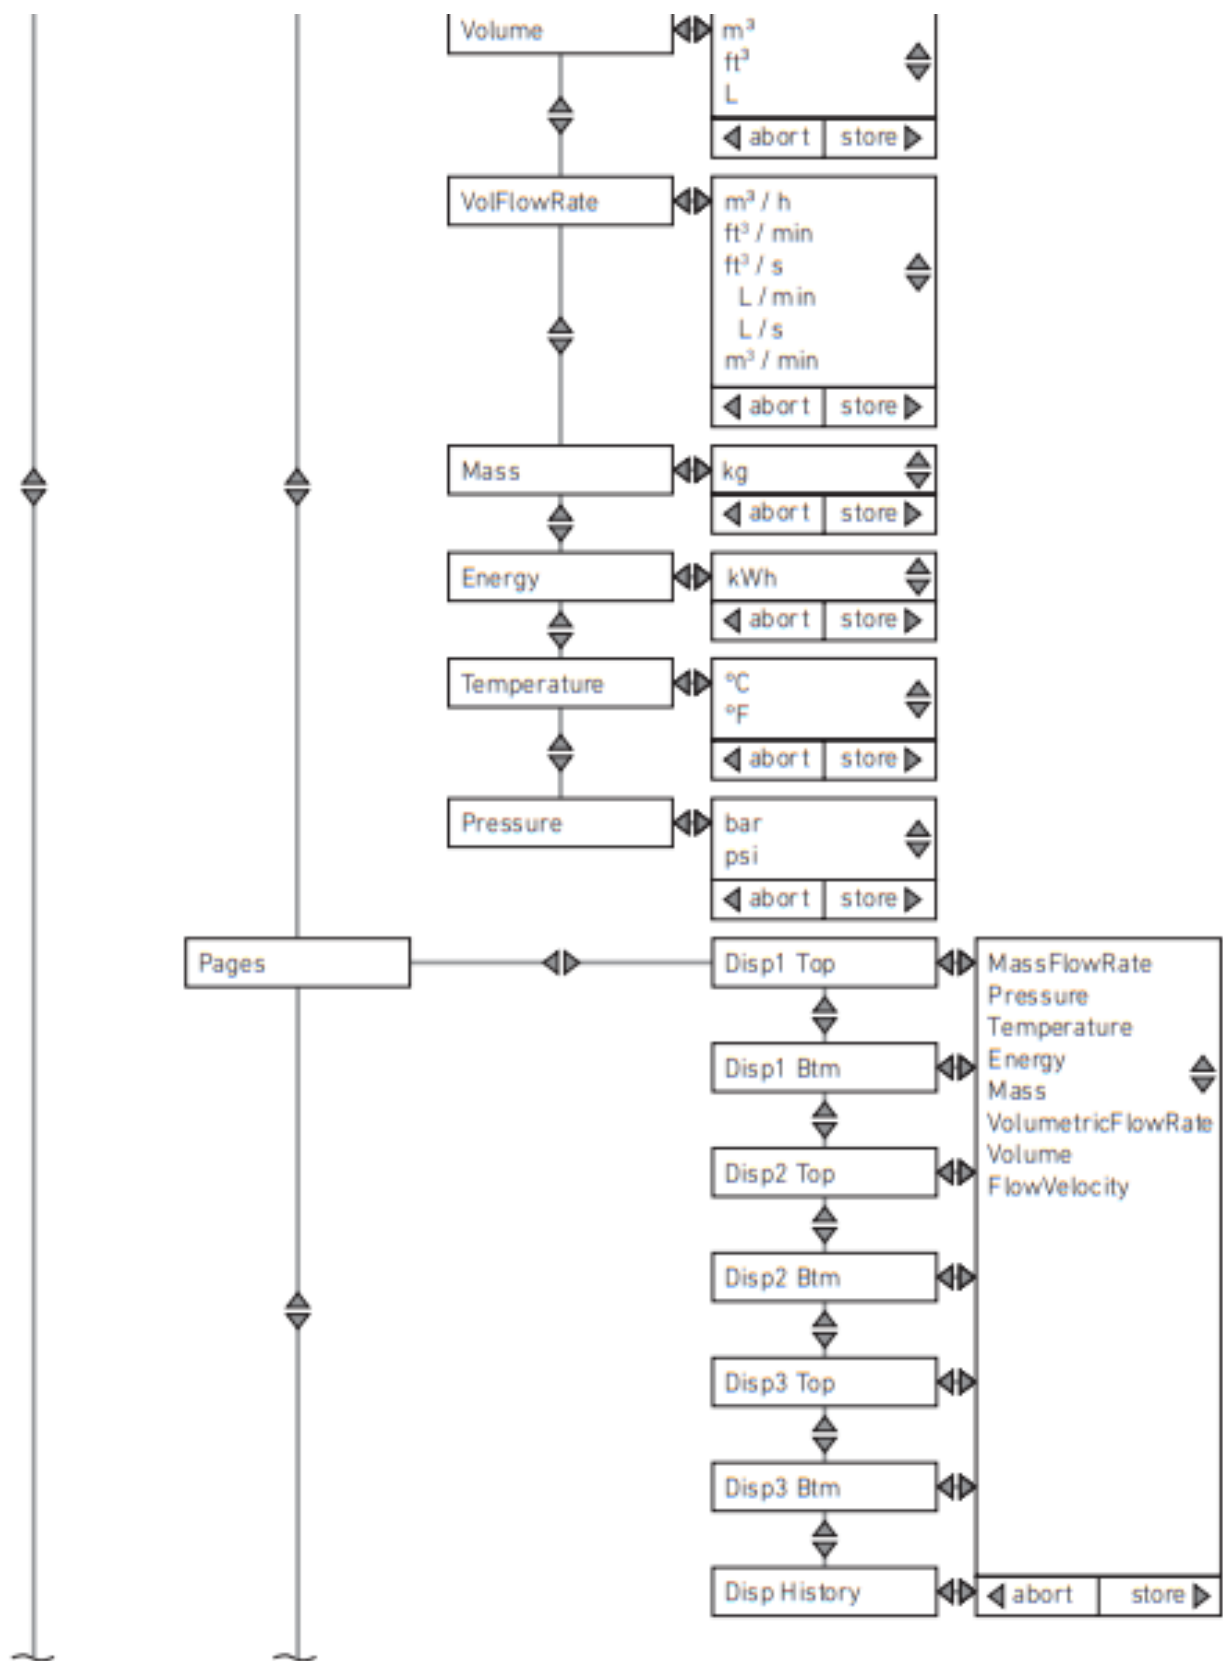 Volume
m³
ft³
L
abort store
VolFlowRate
m³ / h
ft³ / min
ft³ / s
L / min
L / s
m³ / min
abort store
Mass
kg
abort store
Energy
kWh
abort store
Temperature
°C
°F
abort store
Pressure
bar
psi
abort store
Pages
Disp1 Top
Disp1 Btm
Disp2 Top
Disp2 Btm
Disp3 Top
Disp3 Btm
Disp History
MassFlowRate
Pressure
Temperature
Energy
Mass
VolumetricFlowRate
Volume
FlowVelocity
abort store